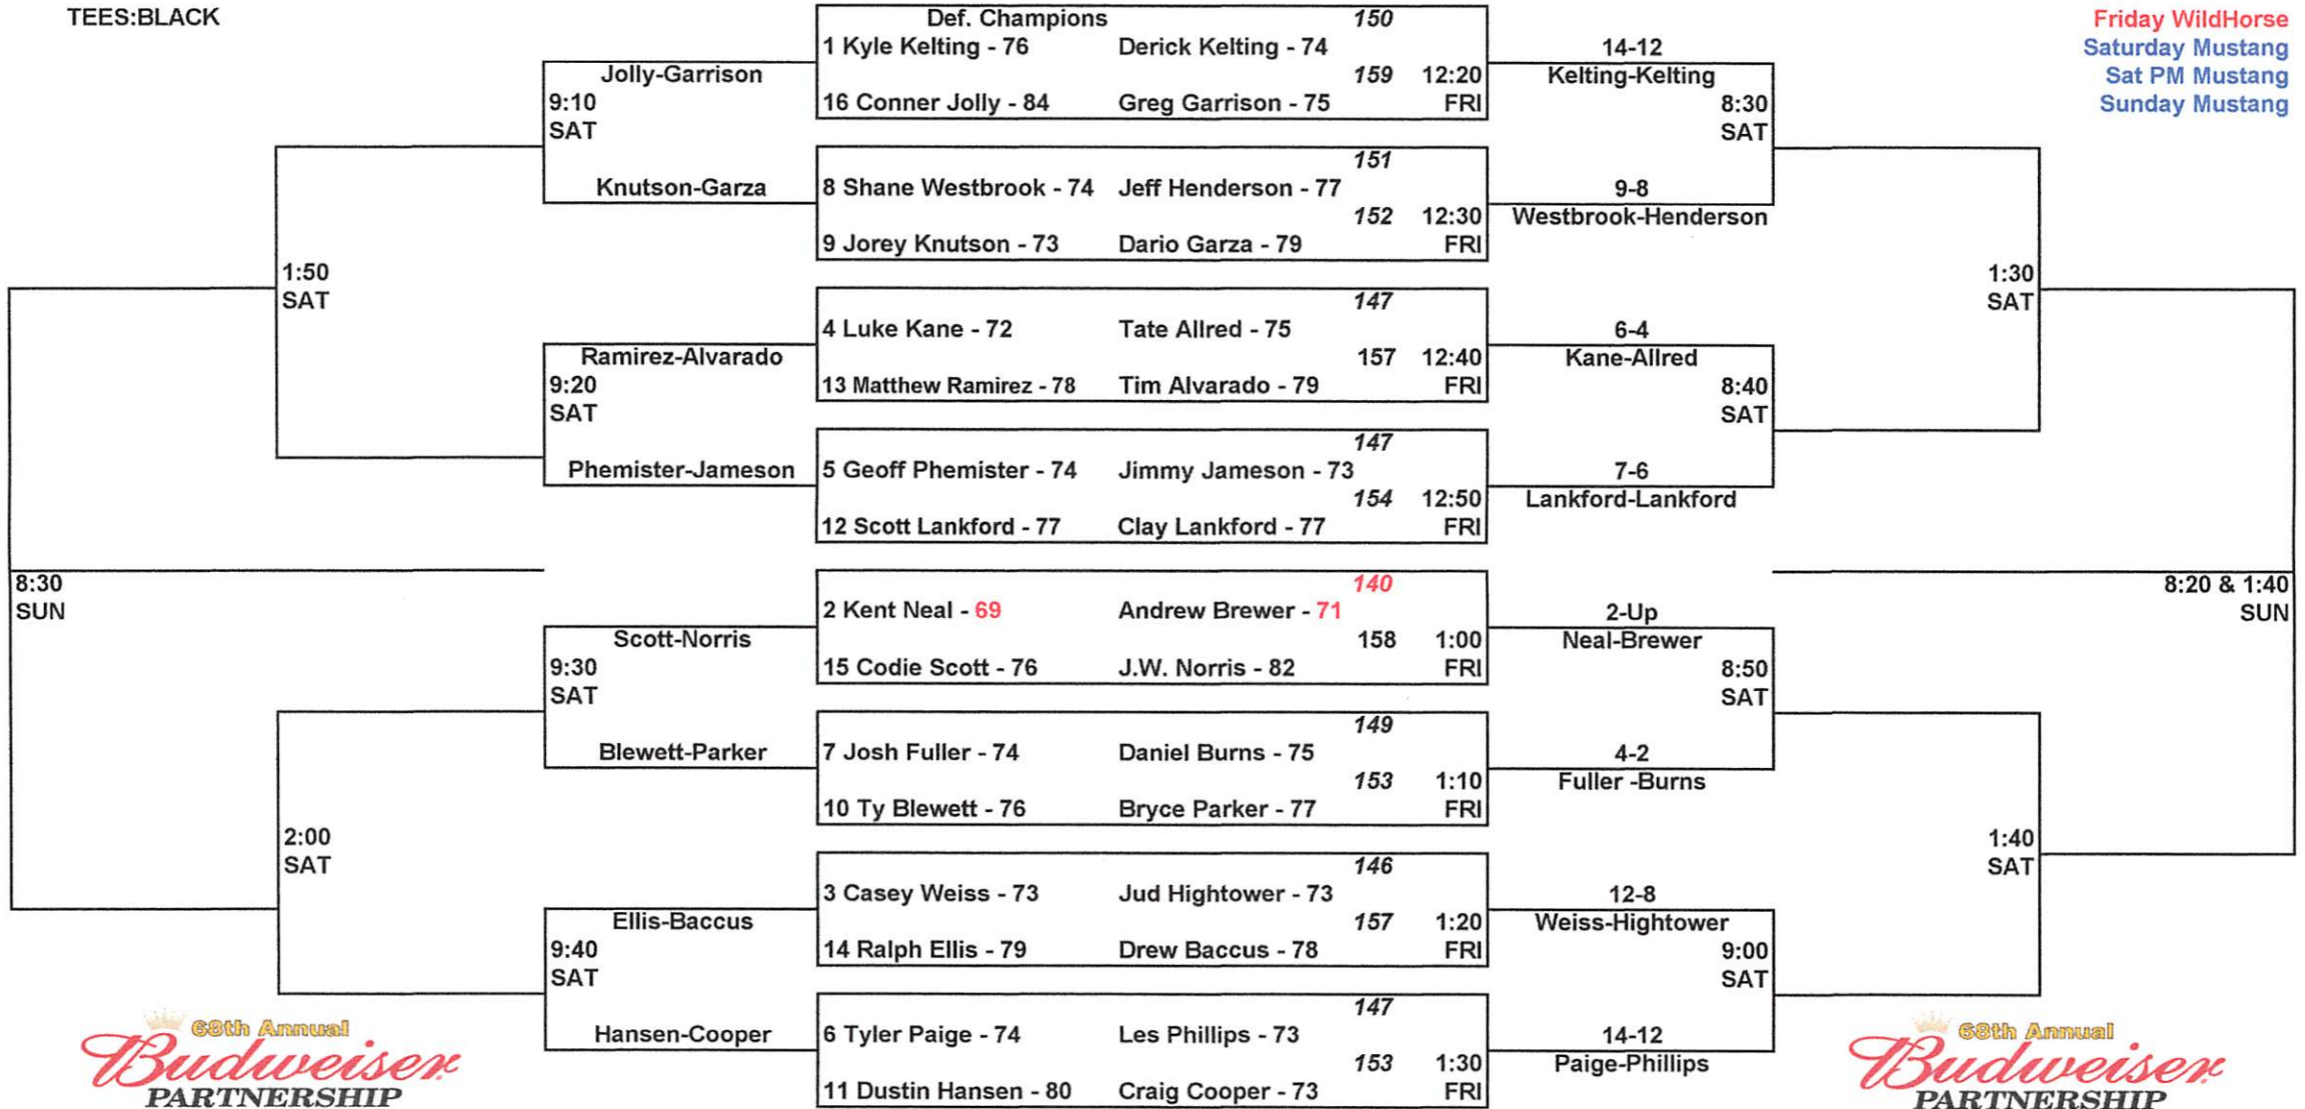 TEES:BLACK
Friday WildHorse
Saturday Mustang
Sat PM Mustang
Sunday Mustang
Def. Champions 150
1 Kyle Kelting - 76 Derick Kelting - 74
159 12:20
16 Conner Jolly - 84 Greg Garrison - 75 FRI
151
8 Shane Westbrook - 74 Jeff Henderson - 77
152 12:30
9 Jorey Knutson - 73 Dario Garza - 79 FRI
147
4 Luke Kane - 72 Tate Allred - 75
157 12:40
13 Matthew Ramirez - 78 Tim Alvarado - 79 FRI
147
5 Geoff Phemister - 74 Jimmy Jameson - 73
154 12:50
12 Scott Lankford - 77 Clay Lankford - 77 FRI
140
2 Kent Neal - 69 Andrew Brewer - 71
158 1:00
15 Codie Scott - 76 J.W. Norris - 82 FRI
149
7 Josh Fuller - 74 Daniel Burns - 75
153 1:10
10 Ty Blewett - 76 Bryce Parker - 77 FRI
146
3 Casey Weiss - 73 Jud Hightower - 73
157 1:20
14 Ralph Ellis - 79 Drew Baccus - 78 FRI
147
6 Tyler Paige - 74 Les Phillips - 73
153 1:30
11 Dustin Hansen - 80 Craig Cooper - 73 FRI
Jolly-Garrison
9:10
SAT
Knutson-Garza
1:50
SAT
Ramirez-Alvarado
9:20
SAT
Phemister-Jameson
8:30
SUN
Scott-Norris
9:30
SAT
Blewett-Parker
2:00
SAT
Ellis-Baccus
9:40
SAT
Hansen-Cooper
14-12
Kelting-Kelting
8:30
SAT
9-8
Westbrook-Henderson
1:30
SAT
6-4
Kane-Allred
8:40
SAT
7-6
Lankford-Lankford
8:20 & 1:40
SUN
2-Up
Neal-Brewer
8:50
SAT
4-2
Fuller -Burns
1:40
SAT
12-8
Weiss-Hightower
9:00
SAT
14-12
Paige-Phillips
68th Annual
Budweiser
PARTNERSHIP
68th Annual
Budweiser
PARTNERSHIP